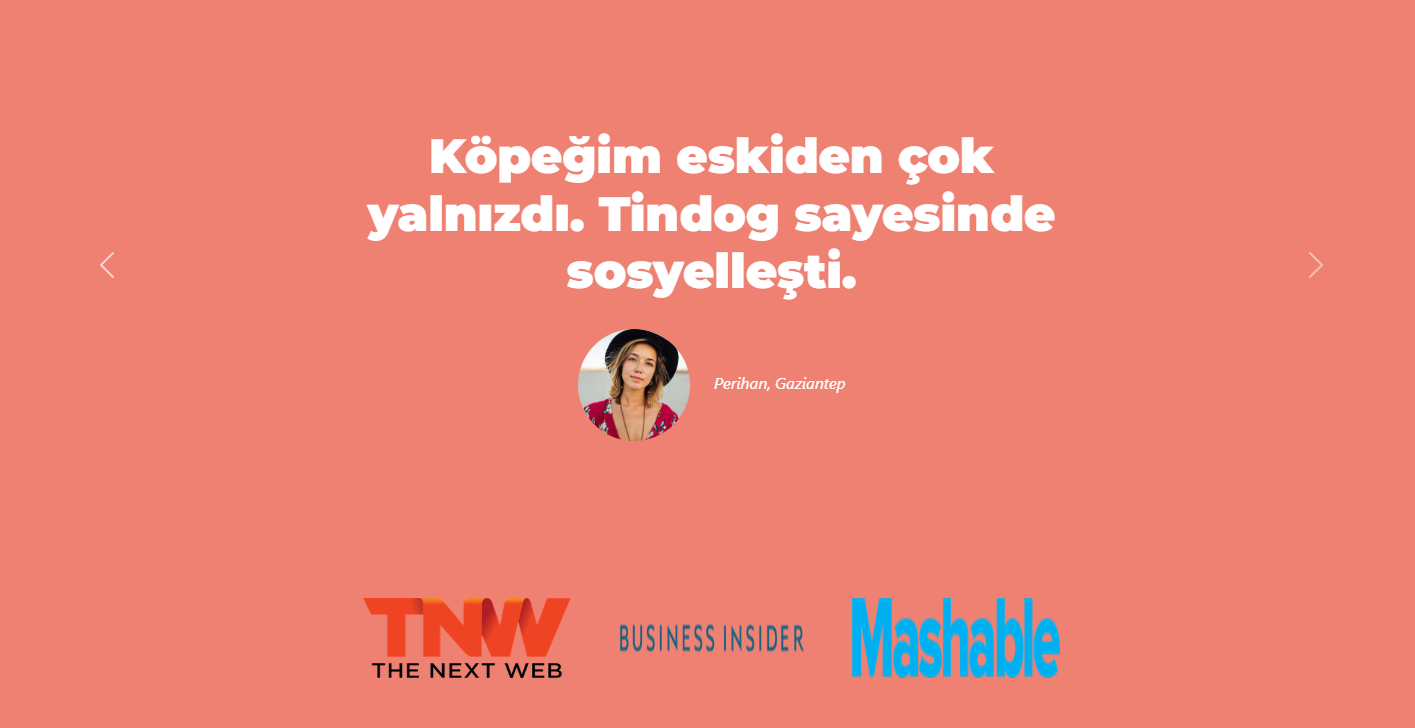 Köpeğim eskiden çok
yalnızdı. Tindog sayesinde
sosyelleşti.
Perihan, Gaziantep
TNW
THE NEXT WEB
BUSINESS INSIDER
Mashable